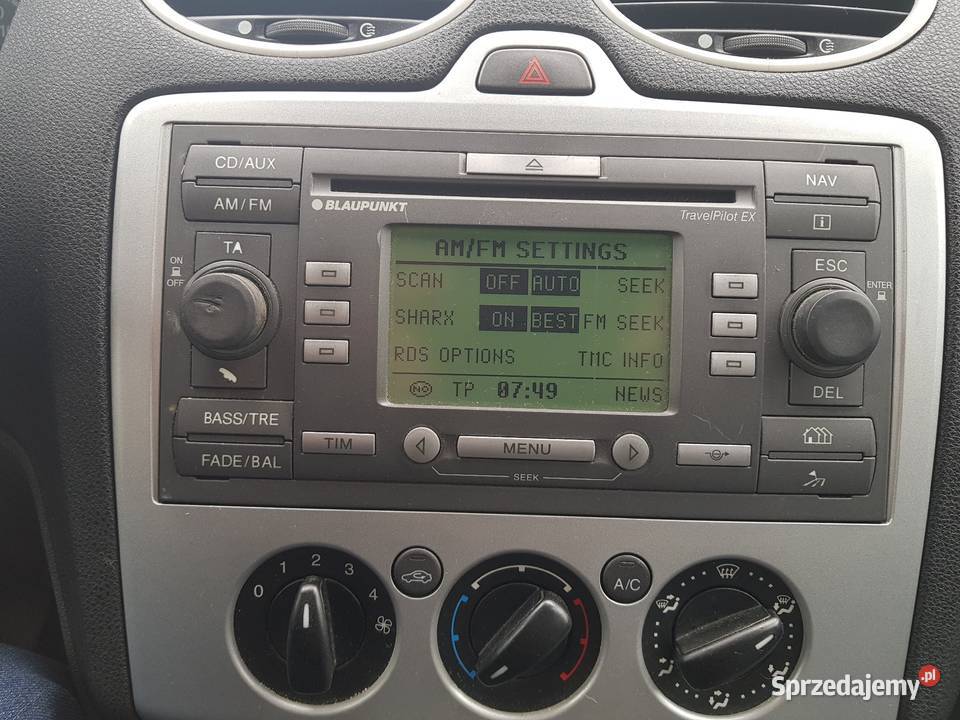 CD/AUX
AM/FM
BLAUPUNKT
TravelPilot EX
NAV
i
TA
ON
OFF
ESC
ENTER
DEL
AM/FM SETTINGS
SCAN OFF AUTO SEEK
SHARX ON BEST FM SEEK
RDS OPTIONS TMC INFO
NO TP 07:49 NEWS
BASS/TRE
FADE/BAL
TIM
MENU
SEEK
0 1 2 3 4
A/C
Sprzedajemy.pl